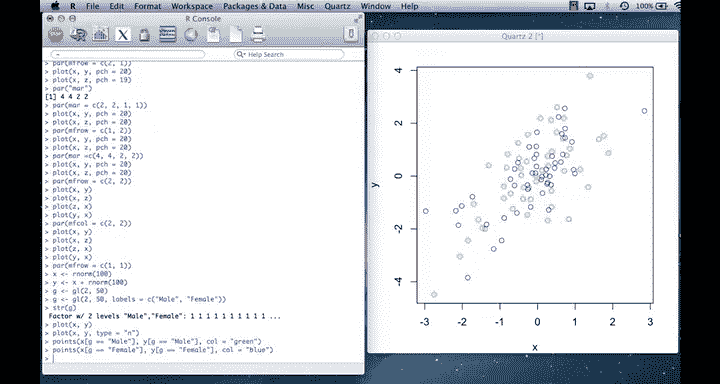 R File Edit Format Workspace Packages & Data Misc Quartz Window Help 100%
R Console
Help Search
> par(mfrow = c(2, 1))
> plot(x, y, pch = 20)
> plot(x, z, pch = 19)
> par("mar")
[1] 4 4 2 2
> par(mar = c(2, 2, 1, 1))
> plot(x, y, pch = 20)
> plot(x, z, pch = 20)
> par(mfrow = c(1, 2))
> plot(x, y, pch = 20)
> plot(x, z, pch = 20)
> par(mar =c(4, 4, 2, 2))
> plot(x, y, pch = 20)
> plot(x, z, pch = 20)
> par(mfrow = c(2, 2))
> plot(x, y)
> plot(x, z)
> plot(z, x)
> plot(y, x)
> par(mfcol = c(2, 2))
> plot(x, y)
> plot(x, z)
> plot(z, x)
> plot(y, x)
> par(mfrow = c(1, 1))
> x <- rnorm(100)
> y <- x + rnorm(100)
> g <- gl(2, 50)
> g <- gl(2, 50, labels = c("Male", "Female"))
> str(g)
Factor w/ 2 levels "Male","Female": 1 1 1 1 1 1 1 1 1 1 ...
> plot(x, y)
> plot(x, y, type = "n")
> points(x[g == "Male"], y[g == "Male"], col = "green")
> points(x[g == "Female"], y[g == "Female"], col = "blue")
>
Quartz 2 [*]
4
2
0
-2
-4
y
-3 -2 -1 0 1 2 3
x